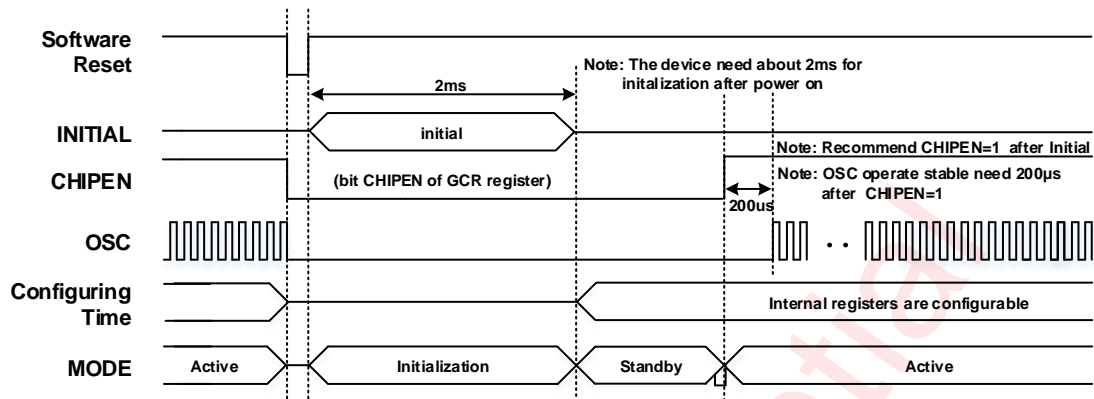 Software
Reset
Note: The device need about 2ms for
initalization after power on
2ms
INITIAL
initial
Note: Recommend CHIPEN=1 after Initial
CHIPEN
(bit CHIPEN of GCR register)
Note: OSC operate stable need 200μs
after CHIPEN=1
200us
OSC
Configuring
Time
Internal registers are configurable
MODE
Active
Initialization
Standby
Active